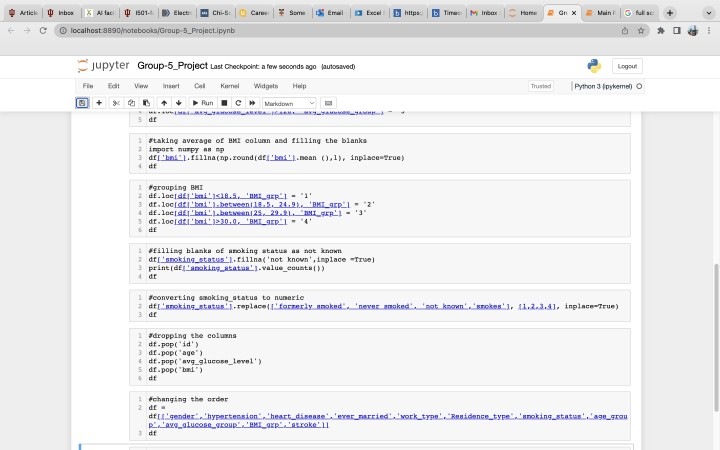 Article
Inbox
AI fac
I501-F
Electr
Chi-S
Caree
Some
Email
Excel
https:
Times
Inbox
Home
Gr
Main F
full sc
localhost:8890/notebooks/Group-5_Project.ipynb
jupyter Group-5_Project Last Checkpoint: a few seconds ago (autosaved)
Logout
File Edit View Insert Cell Kernel Widgets Help
Trusted
Python 3 (ipykernel)
Run
Markdown
5 df
1 #taking average of BMI column and filling the blanks
2 import numpy as np
3 df['bmi'].fillna(np.round(df['bmi'].mean (),1), inplace=True)
4 df
1 #grouping BMI
2 df.loc[df['bmi']<18.5, 'BMI_grp'] = '1'
3 df.loc[df['bmi'].between(18.5, 24.9), 'BMI_grp'] = '2'
4 df.loc[df['bmi'].between(25, 29.9), 'BMI_grp'] = '3'
5 df.loc[df['bmi']>30.0, 'BMI_grp'] = '4'
6 df
1 #filling blanks of smoking status as not known
2 df['smoking_status'].fillna('not known',inplace =True)
3 print(df['smoking_status'].value_counts())
4 df
1 #converting smoking_status to numeric
2 df['smoking_status'].replace(['formerly smoked', 'never smoked', 'not known','smokes'], [1,2,3,4], inplace=True)
3 df
1 #dropping the columns
2 df.pop('id')
3 df.pop('age')
4 df.pop('avg_glucose_level')
5 df.pop('bmi')
6 df
1 #changing the order
2 df =
df[['gender','hypertension','heart_disease','ever_married','work_type','Residence_type','smoking_status','age_grou
p','avg_glucose_group','BMI_grp','stroke']]
3 df